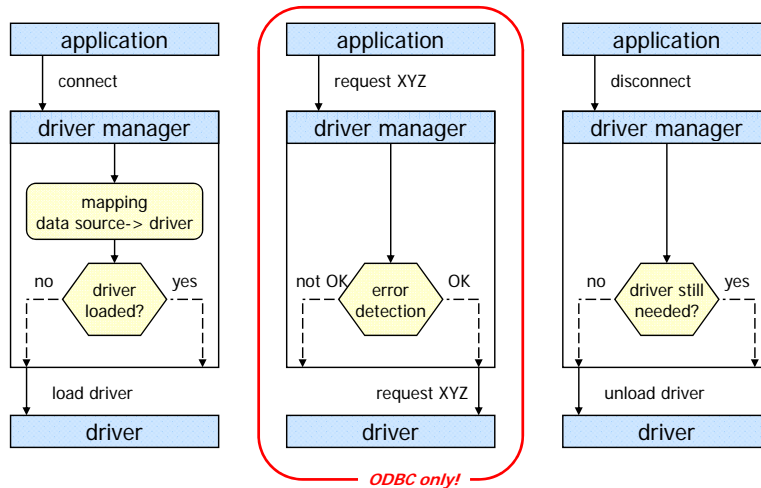 application
connect
driver manager
mapping
data source-> driver
no
yes
driver
loaded?
load driver
driver
application
request XYZ
driver manager
not OK
OK
error
detection
request XYZ
driver
ODBC only!
application
disconnect
driver manager
no
yes
driver still
needed?
unload driver
driver